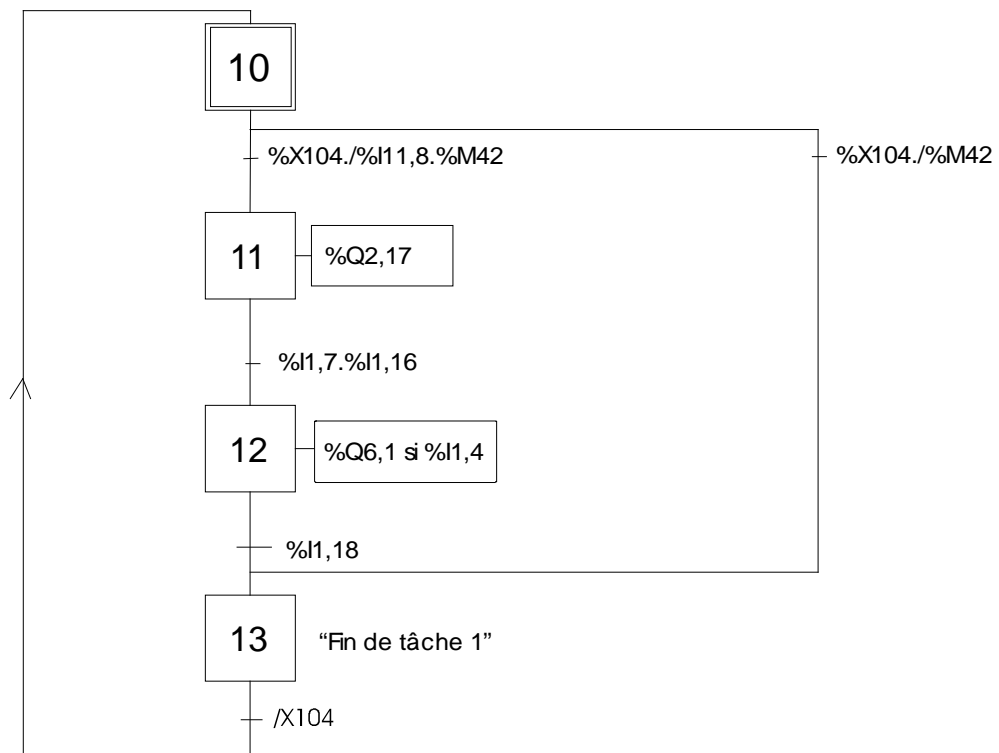 10
%X104./%I11,8.%M42
%X104./%M42
11
%Q2,17
%I1,7.%I1,16
12
%Q6,1 si %I1,4
%I1,18
13
“Fin de tâche 1”
/X104